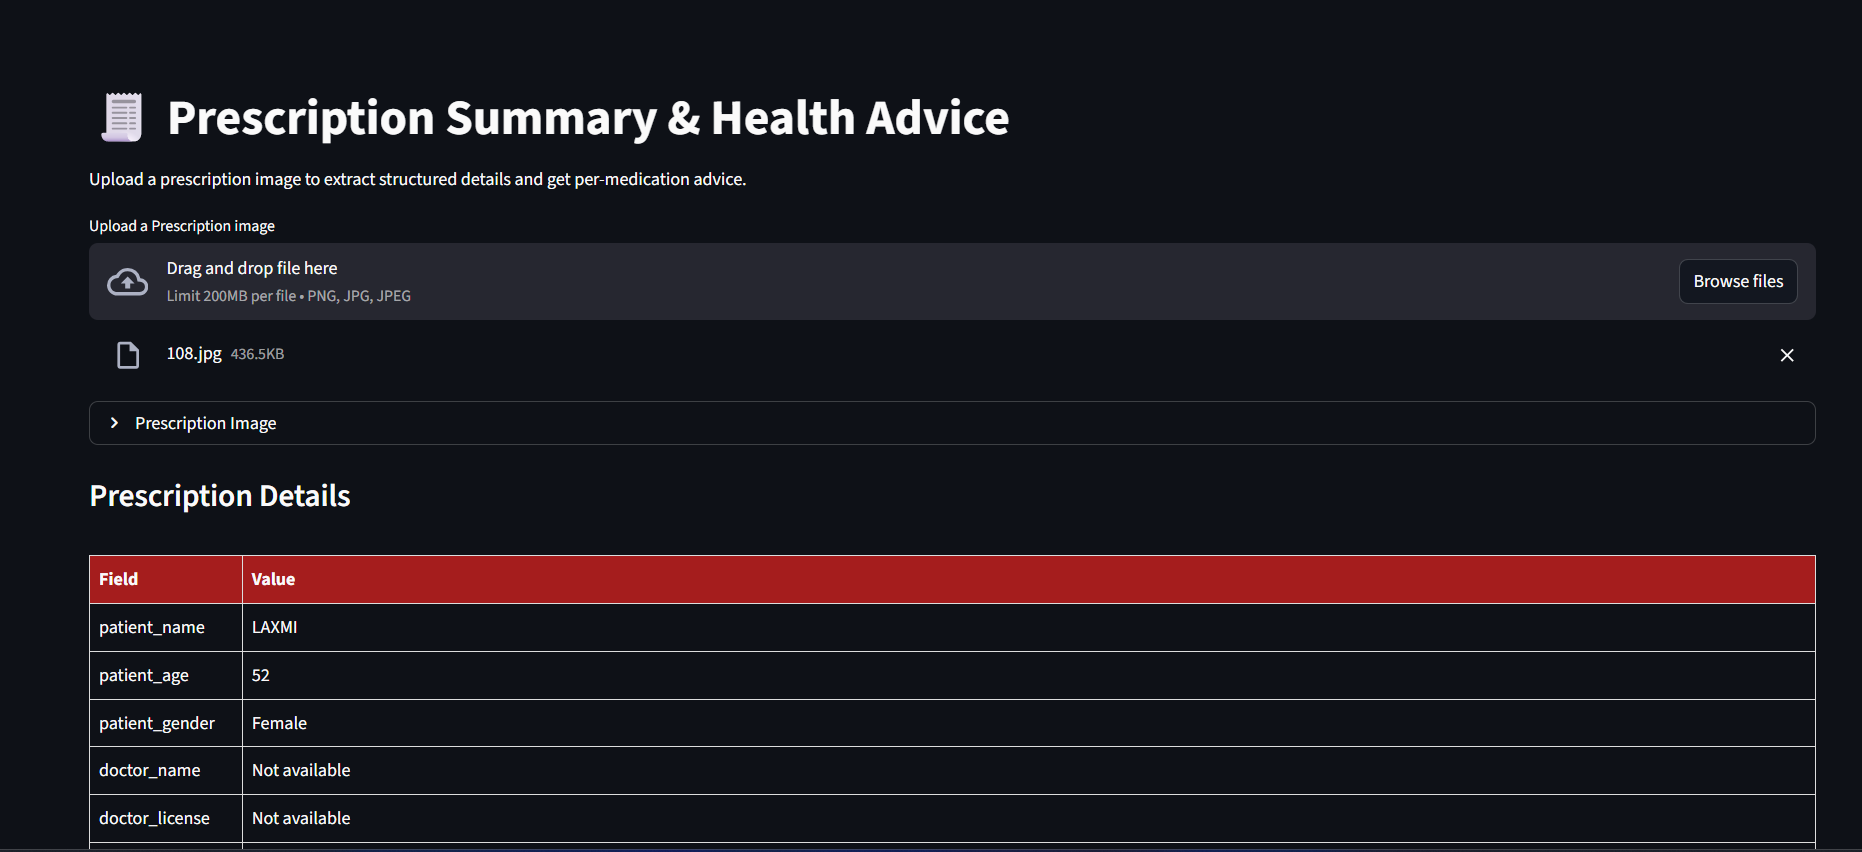 Prescription Summary & Health Advice
Upload a prescription image to extract structured details and get per-medication advice.
Upload a Prescription image
Drag and drop file here
Limit 200MB per file • PNG, JPG, JPEG
Browse files
108.jpg 436.5KB
Prescription Image
Prescription Details
Field Value
patient_name LAXMI
patient_age 52
patient_gender Female
doctor_name Not available
doctor_license Not available